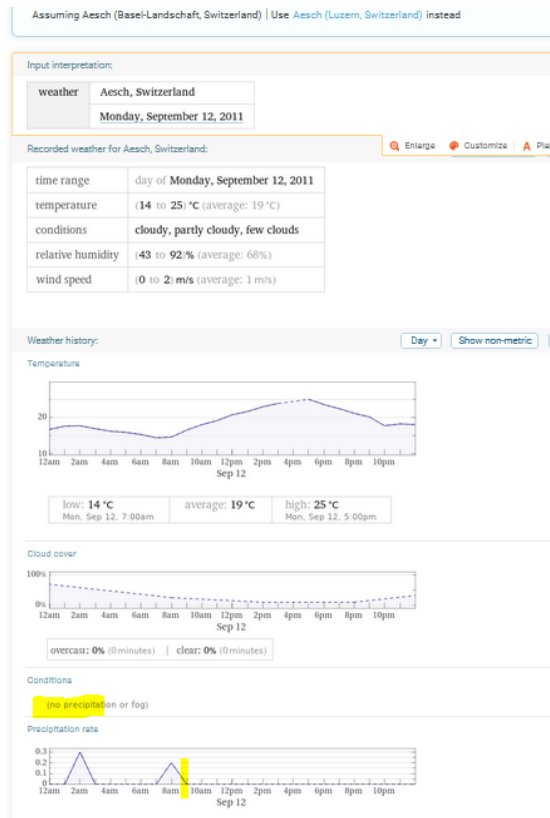 Assuming Aesch (Basel-Landschaft, Switzerland) | Use Aesch (Luzern, Switzerland) instead
Input interpretation:
weather Aesch, Switzerland
Monday, September 12, 2011
Recorded weather for Aesch, Switzerland:
Enlarge Customize A
time range day of Monday, September 12, 2011
temperature (14 to 25) °C (average: 19 °C)
conditions cloudy, partly cloudy, few clouds
relative humidity (43 to 92)% (average: 68%)
wind speed (0 to 2) m/s (average: 1 m/s)
Weather history:
Day Show non-metric
Temperature
20
10
12am 2am 4am 6am 8am 10am 12pm 2pm 4pm 6pm 8pm 10pm
Sep 12
low: 14 °C average: 19 °C high: 25 °C
Mon, Sep 12, 7:00am Mon, Sep 12, 5:00pm
Cloud cover
100%
0%
12am 2am 4am 6am 8am 10am 12pm 2pm 4pm 6pm 8pm 10pm
Sep 12
overcast: 0% (0 minutes) | clear: 0% (0 minutes)
Conditions
(no precipitation or fog)
Precipitation rate
0.3
0.2
0.1
0
12am 2am 4am 6am 8am 10am 12pm 2pm 4pm 6pm 8pm 10pm
Sep 12